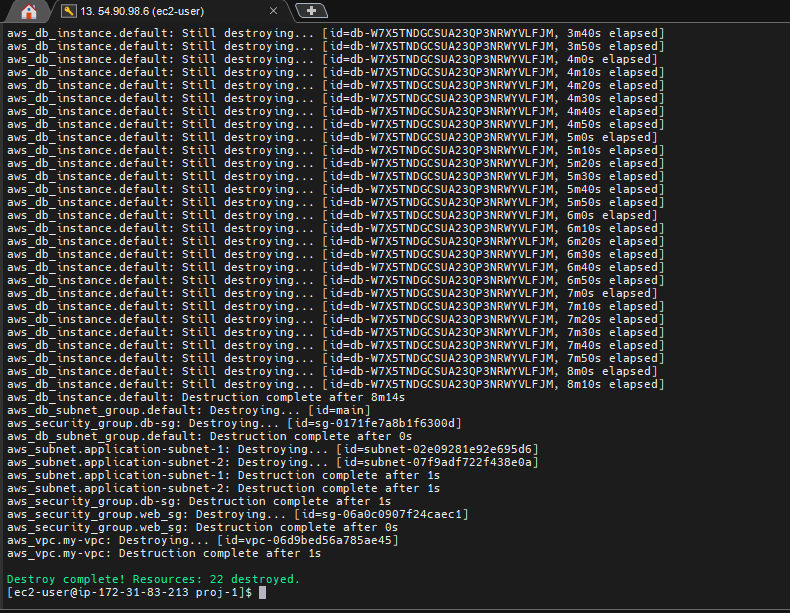 13. 54.90.98.6 (ec2-user)
aws_db_instance.default: Still destroying... [id=db-W7X5TNDGCSUA23QP3NRWYVLFJM, 3m40s elapsed]
aws_db_instance.default: Still destroying... [id=db-W7X5TNDGCSUA23QP3NRWYVLFJM, 3m50s elapsed]
aws_db_instance.default: Still destroying... [id=db-W7X5TNDGCSUA23QP3NRWYVLFJM, 4m0s elapsed]
aws_db_instance.default: Still destroying... [id=db-W7X5TNDGCSUA23QP3NRWYVLFJM, 4m10s elapsed]
aws_db_instance.default: Still destroying... [id=db-W7X5TNDGCSUA23QP3NRWYVLFJM, 4m20s elapsed]
aws_db_instance.default: Still destroying... [id=db-W7X5TNDGCSUA23QP3NRWYVLFJM, 4m30s elapsed]
aws_db_instance.default: Still destroying... [id=db-W7X5TNDGCSUA23QP3NRWYVLFJM, 4m40s elapsed]
aws_db_instance.default: Still destroying... [id=db-W7X5TNDGCSUA23QP3NRWYVLFJM, 4m50s elapsed]
aws_db_instance.default: Still destroying... [id=db-W7X5TNDGCSUA23QP3NRWYVLFJM, 5m0s elapsed]
aws_db_instance.default: Still destroying... [id=db-W7X5TNDGCSUA23QP3NRWYVLFJM, 5m10s elapsed]
aws_db_instance.default: Still destroying... [id=db-W7X5TNDGCSUA23QP3NRWYVLFJM, 5m20s elapsed]
aws_db_instance.default: Still destroying... [id=db-W7X5TNDGCSUA23QP3NRWYVLFJM, 5m30s elapsed]
aws_db_instance.default: Still destroying... [id=db-W7X5TNDGCSUA23QP3NRWYVLFJM, 5m40s elapsed]
aws_db_instance.default: Still destroying... [id=db-W7X5TNDGCSUA23QP3NRWYVLFJM, 5m50s elapsed]
aws_db_instance.default: Still destroying... [id=db-W7X5TNDGCSUA23QP3NRWYVLFJM, 6m0s elapsed]
aws_db_instance.default: Still destroying... [id=db-W7X5TNDGCSUA23QP3NRWYVLFJM, 6m10s elapsed]
aws_db_instance.default: Still destroying... [id=db-W7X5TNDGCSUA23QP3NRWYVLFJM, 6m20s elapsed]
aws_db_instance.default: Still destroying... [id=db-W7X5TNDGCSUA23QP3NRWYVLFJM, 6m30s elapsed]
aws_db_instance.default: Still destroying... [id=db-W7X5TNDGCSUA23QP3NRWYVLFJM, 6m40s elapsed]
aws_db_instance.default: Still destroying... [id=db-W7X5TNDGCSUA23QP3NRWYVLFJM, 6m50s elapsed]
aws_db_instance.default: Still destroying... [id=db-W7X5TNDGCSUA23QP3NRWYVLFJM, 7m0s elapsed]
aws_db_instance.default: Still destroying... [id=db-W7X5TNDGCSUA23QP3NRWYVLFJM, 7m10s elapsed]
aws_db_instance.default: Still destroying... [id=db-W7X5TNDGCSUA23QP3NRWYVLFJM, 7m20s elapsed]
aws_db_instance.default: Still destroying... [id=db-W7X5TNDGCSUA23QP3NRWYVLFJM, 7m30s elapsed]
aws_db_instance.default: Still destroying... [id=db-W7X5TNDGCSUA23QP3NRWYVLFJM, 7m40s elapsed]
aws_db_instance.default: Still destroying... [id=db-W7X5TNDGCSUA23QP3NRWYVLFJM, 7m50s elapsed]
aws_db_instance.default: Still destroying... [id=db-W7X5TNDGCSUA23QP3NRWYVLFJM, 8m0s elapsed]
aws_db_instance.default: Still destroying... [id=db-W7X5TNDGCSUA23QP3NRWYVLFJM, 8m10s elapsed]
aws_db_instance.default: Destruction complete after 8m14s
aws_db_subnet_group.default: Destroying... [id=main]
aws_security_group.db-sg: Destroying... [id=sg-0171fe7a8b1f6300d]
aws_db_subnet_group.default: Destruction complete after 0s
aws_subnet.application-subnet-1: Destroying... [id=subnet-02e09281e92e695d6]
aws_subnet.application-subnet-2: Destroying... [id=subnet-07f9adf722f438e0a]
aws_subnet.application-subnet-1: Destruction complete after 1s
aws_subnet.application-subnet-2: Destruction complete after 1s
aws_security_group.db-sg: Destruction complete after 1s
aws_security_group.web_sg: Destroying... [id=sg-06a0c0907f24caec1]
aws_security_group.web_sg: Destruction complete after 0s
aws_vpc.my-vpc: Destroying... [id=vpc-06d9bed56a785ae45]
aws_vpc.my-vpc: Destruction complete after 1s
Destroy complete! Resources: 22 destroyed.
[ec2-user@ip-172-31-83-213 proj-1]$